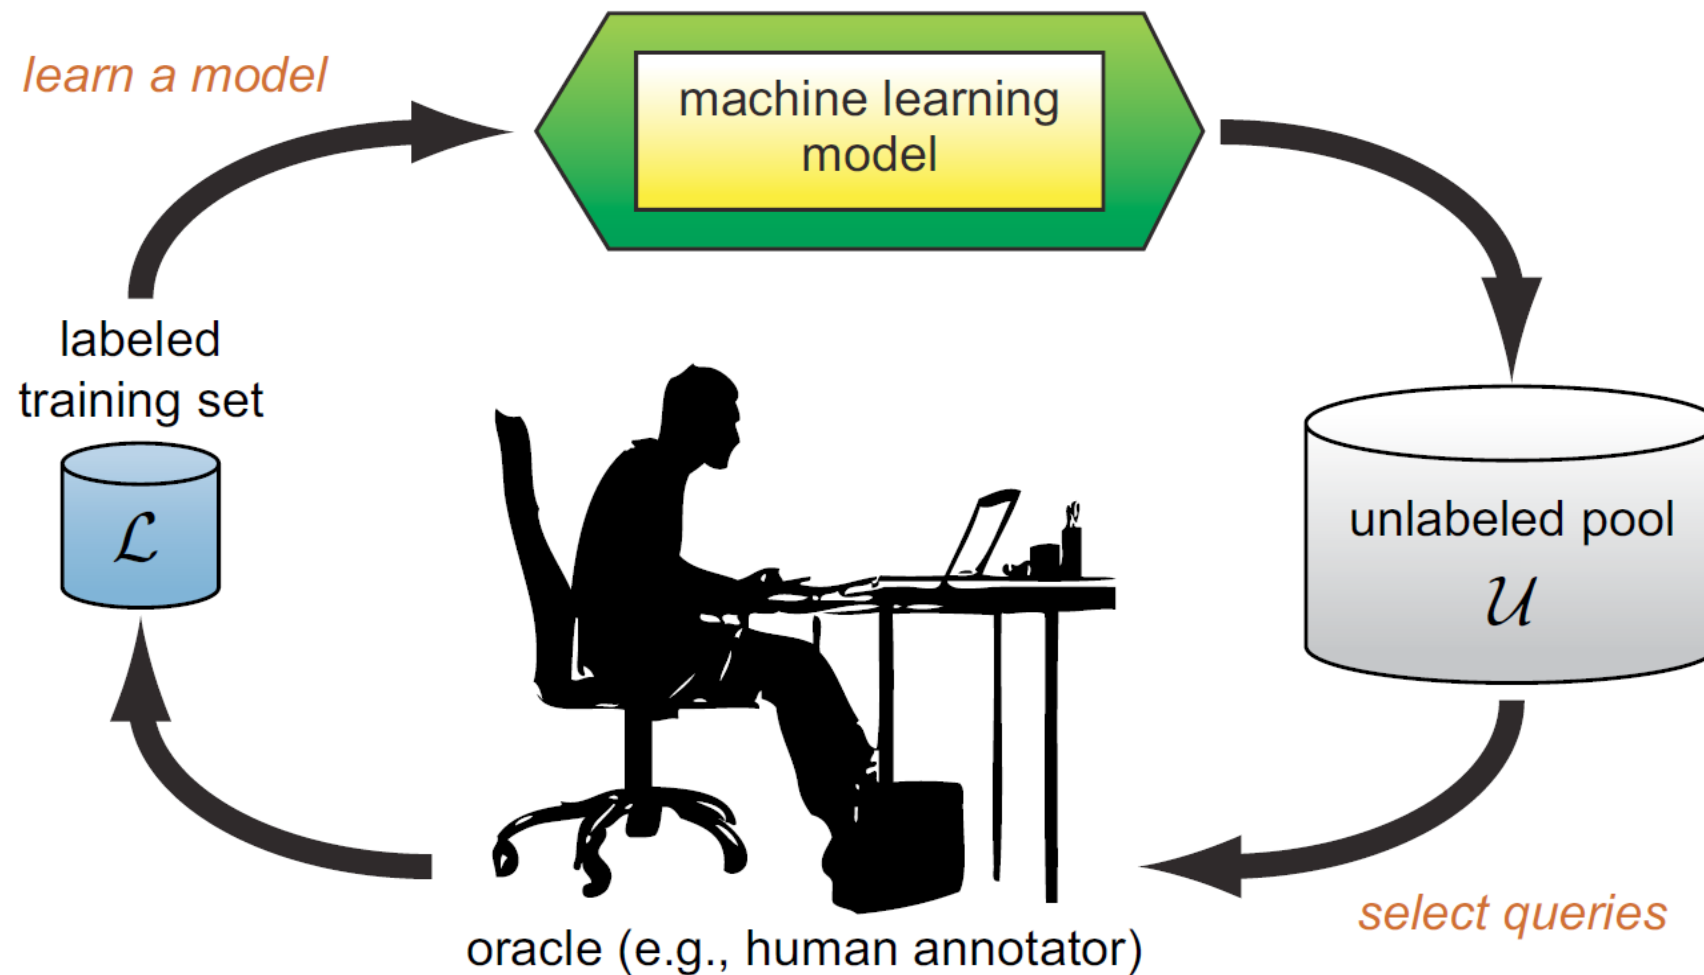 learn a model
machine learning
model
labeled
training set
ℒ
unlabeled pool
𝒰
select queries
oracle (e.g., human annotator)